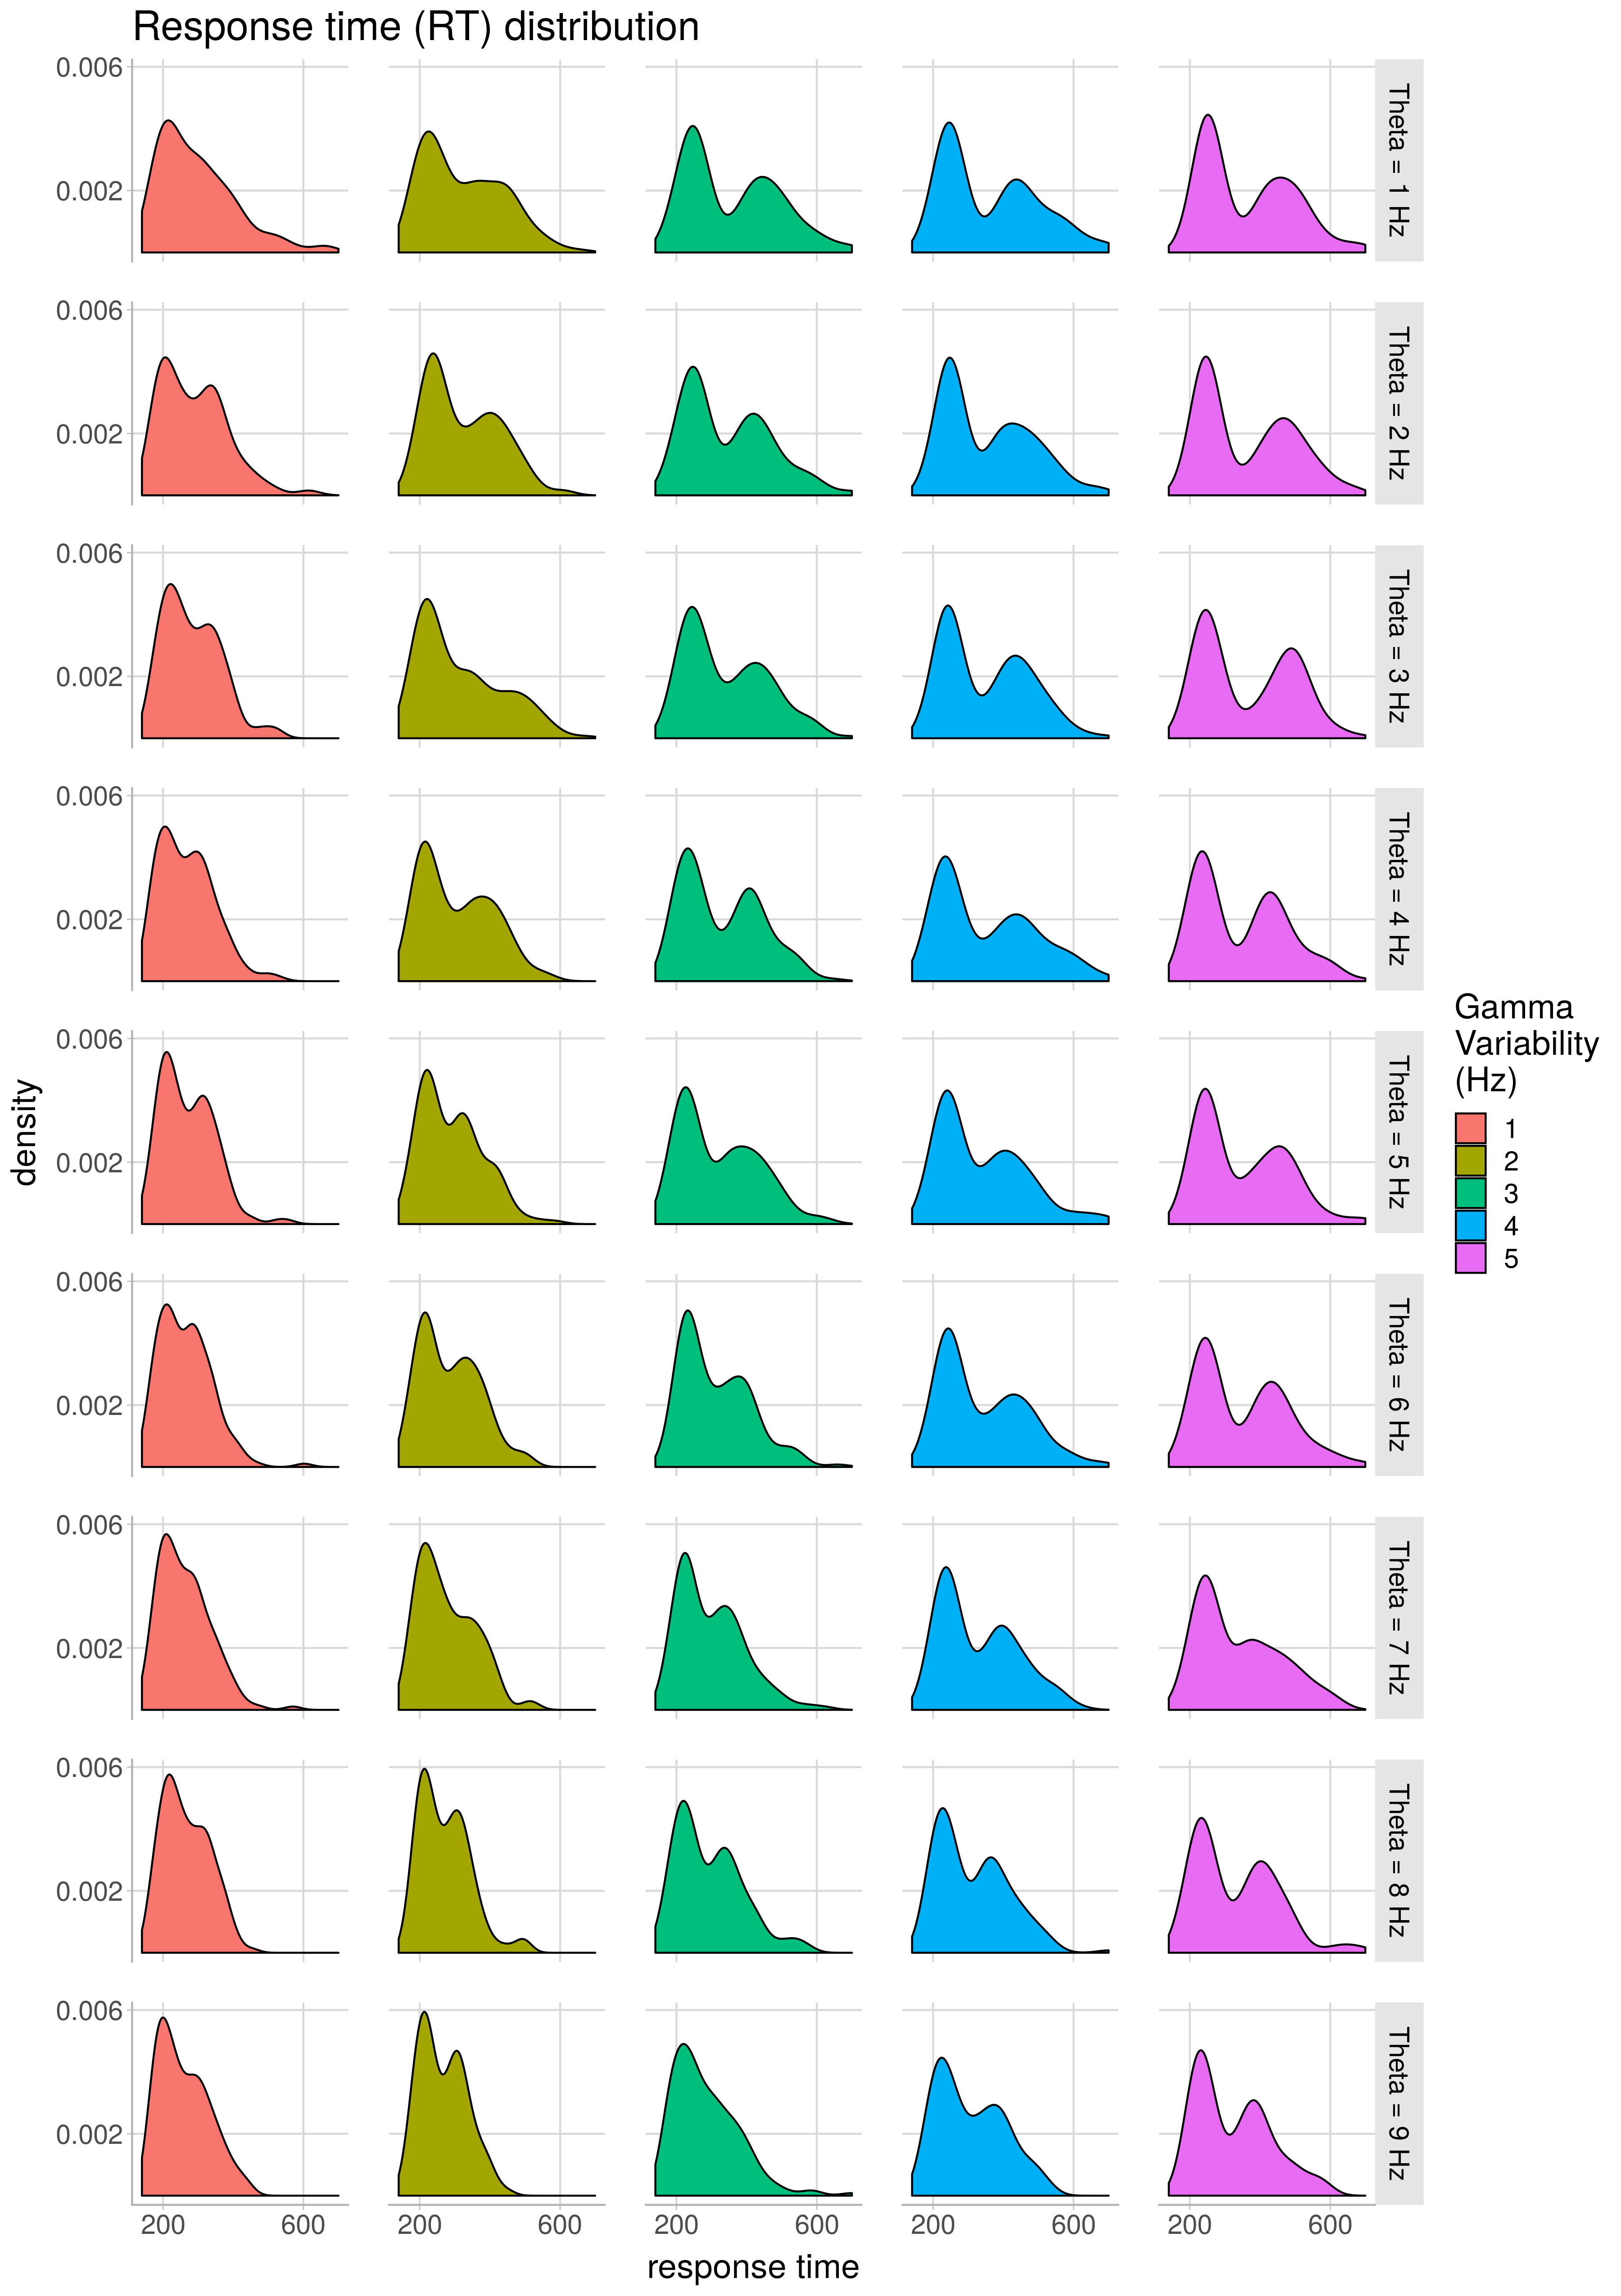 Response time (RT) distribution
0.006
0.002
Theta = 1 Hz
0.006
0.002
Theta = 2 Hz
0.006
0.002
Theta = 3 Hz
0.006
0.002
Theta = 4 Hz
0.006
0.002
Theta = 5 Hz
0.006
0.002
Theta = 6 Hz
0.006
0.002
Theta = 7 Hz
0.006
0.002
Theta = 8 Hz
0.006
0.002
Theta = 9 Hz
200 600 200 600 200 600 200 600 200 600
response time
density
Gamma
Variability
(Hz)
1
2
3
4
5